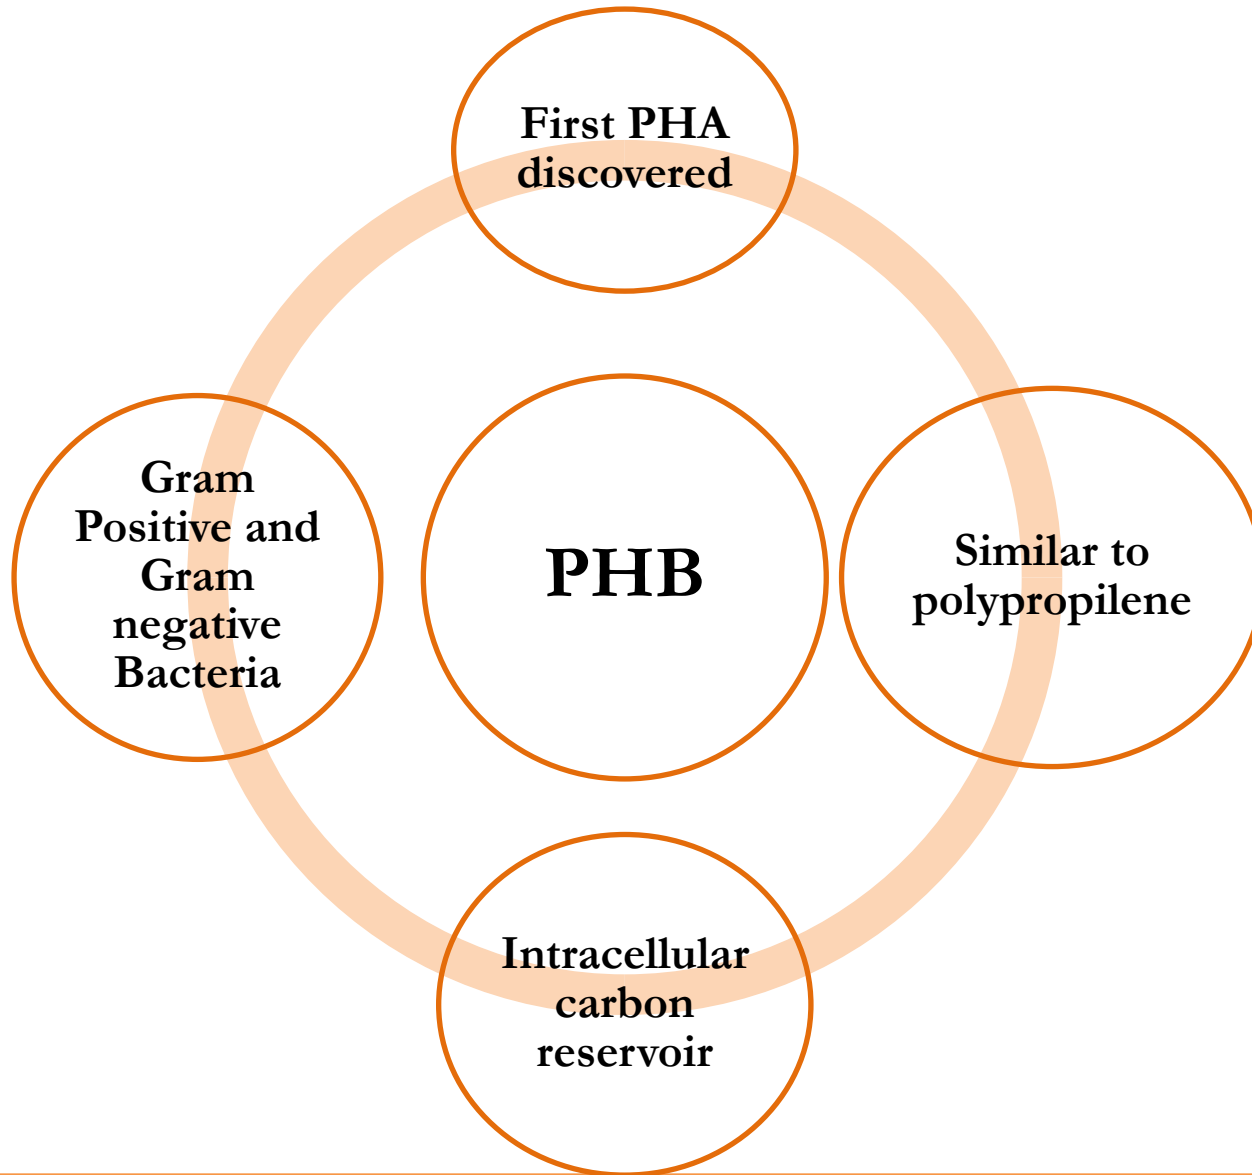 First PHA
discovered
Gram
Positive and
Gram
negative
Bacteria
PHB
Similar to
polypropilene
Intracellular
carbon
reservoir